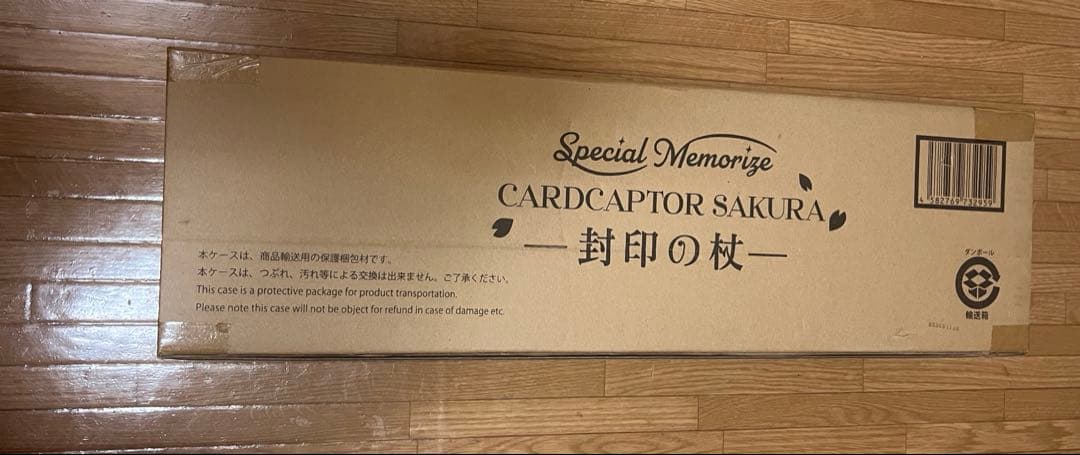 Special Memorize
CARDCAPTOR SAKURA
―封印の杖―
4 582769 732959
本ケースは、商品輸送用の保護梱包材です。
本ケースは、つぶれ、汚れ等による交換は出来ません。ご了承ください。
This case is a protective package for product transportation.
Please note this case will not be object for refund in case of damage etc.
ダンボール
輸送箱